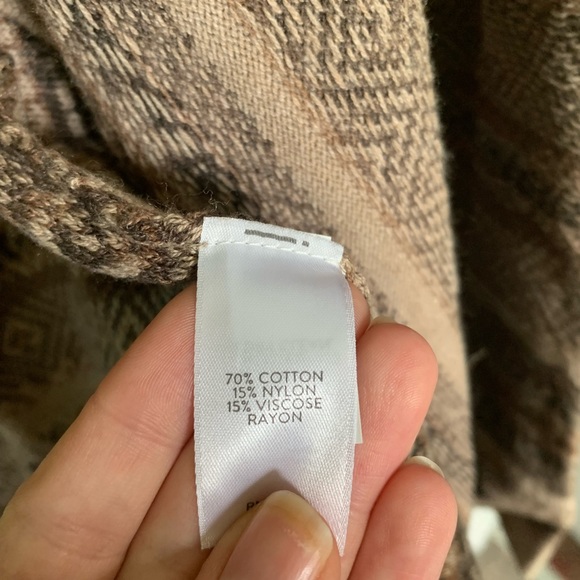 70% COTTON
15% NYLON
15% VISCOSE
RAYON